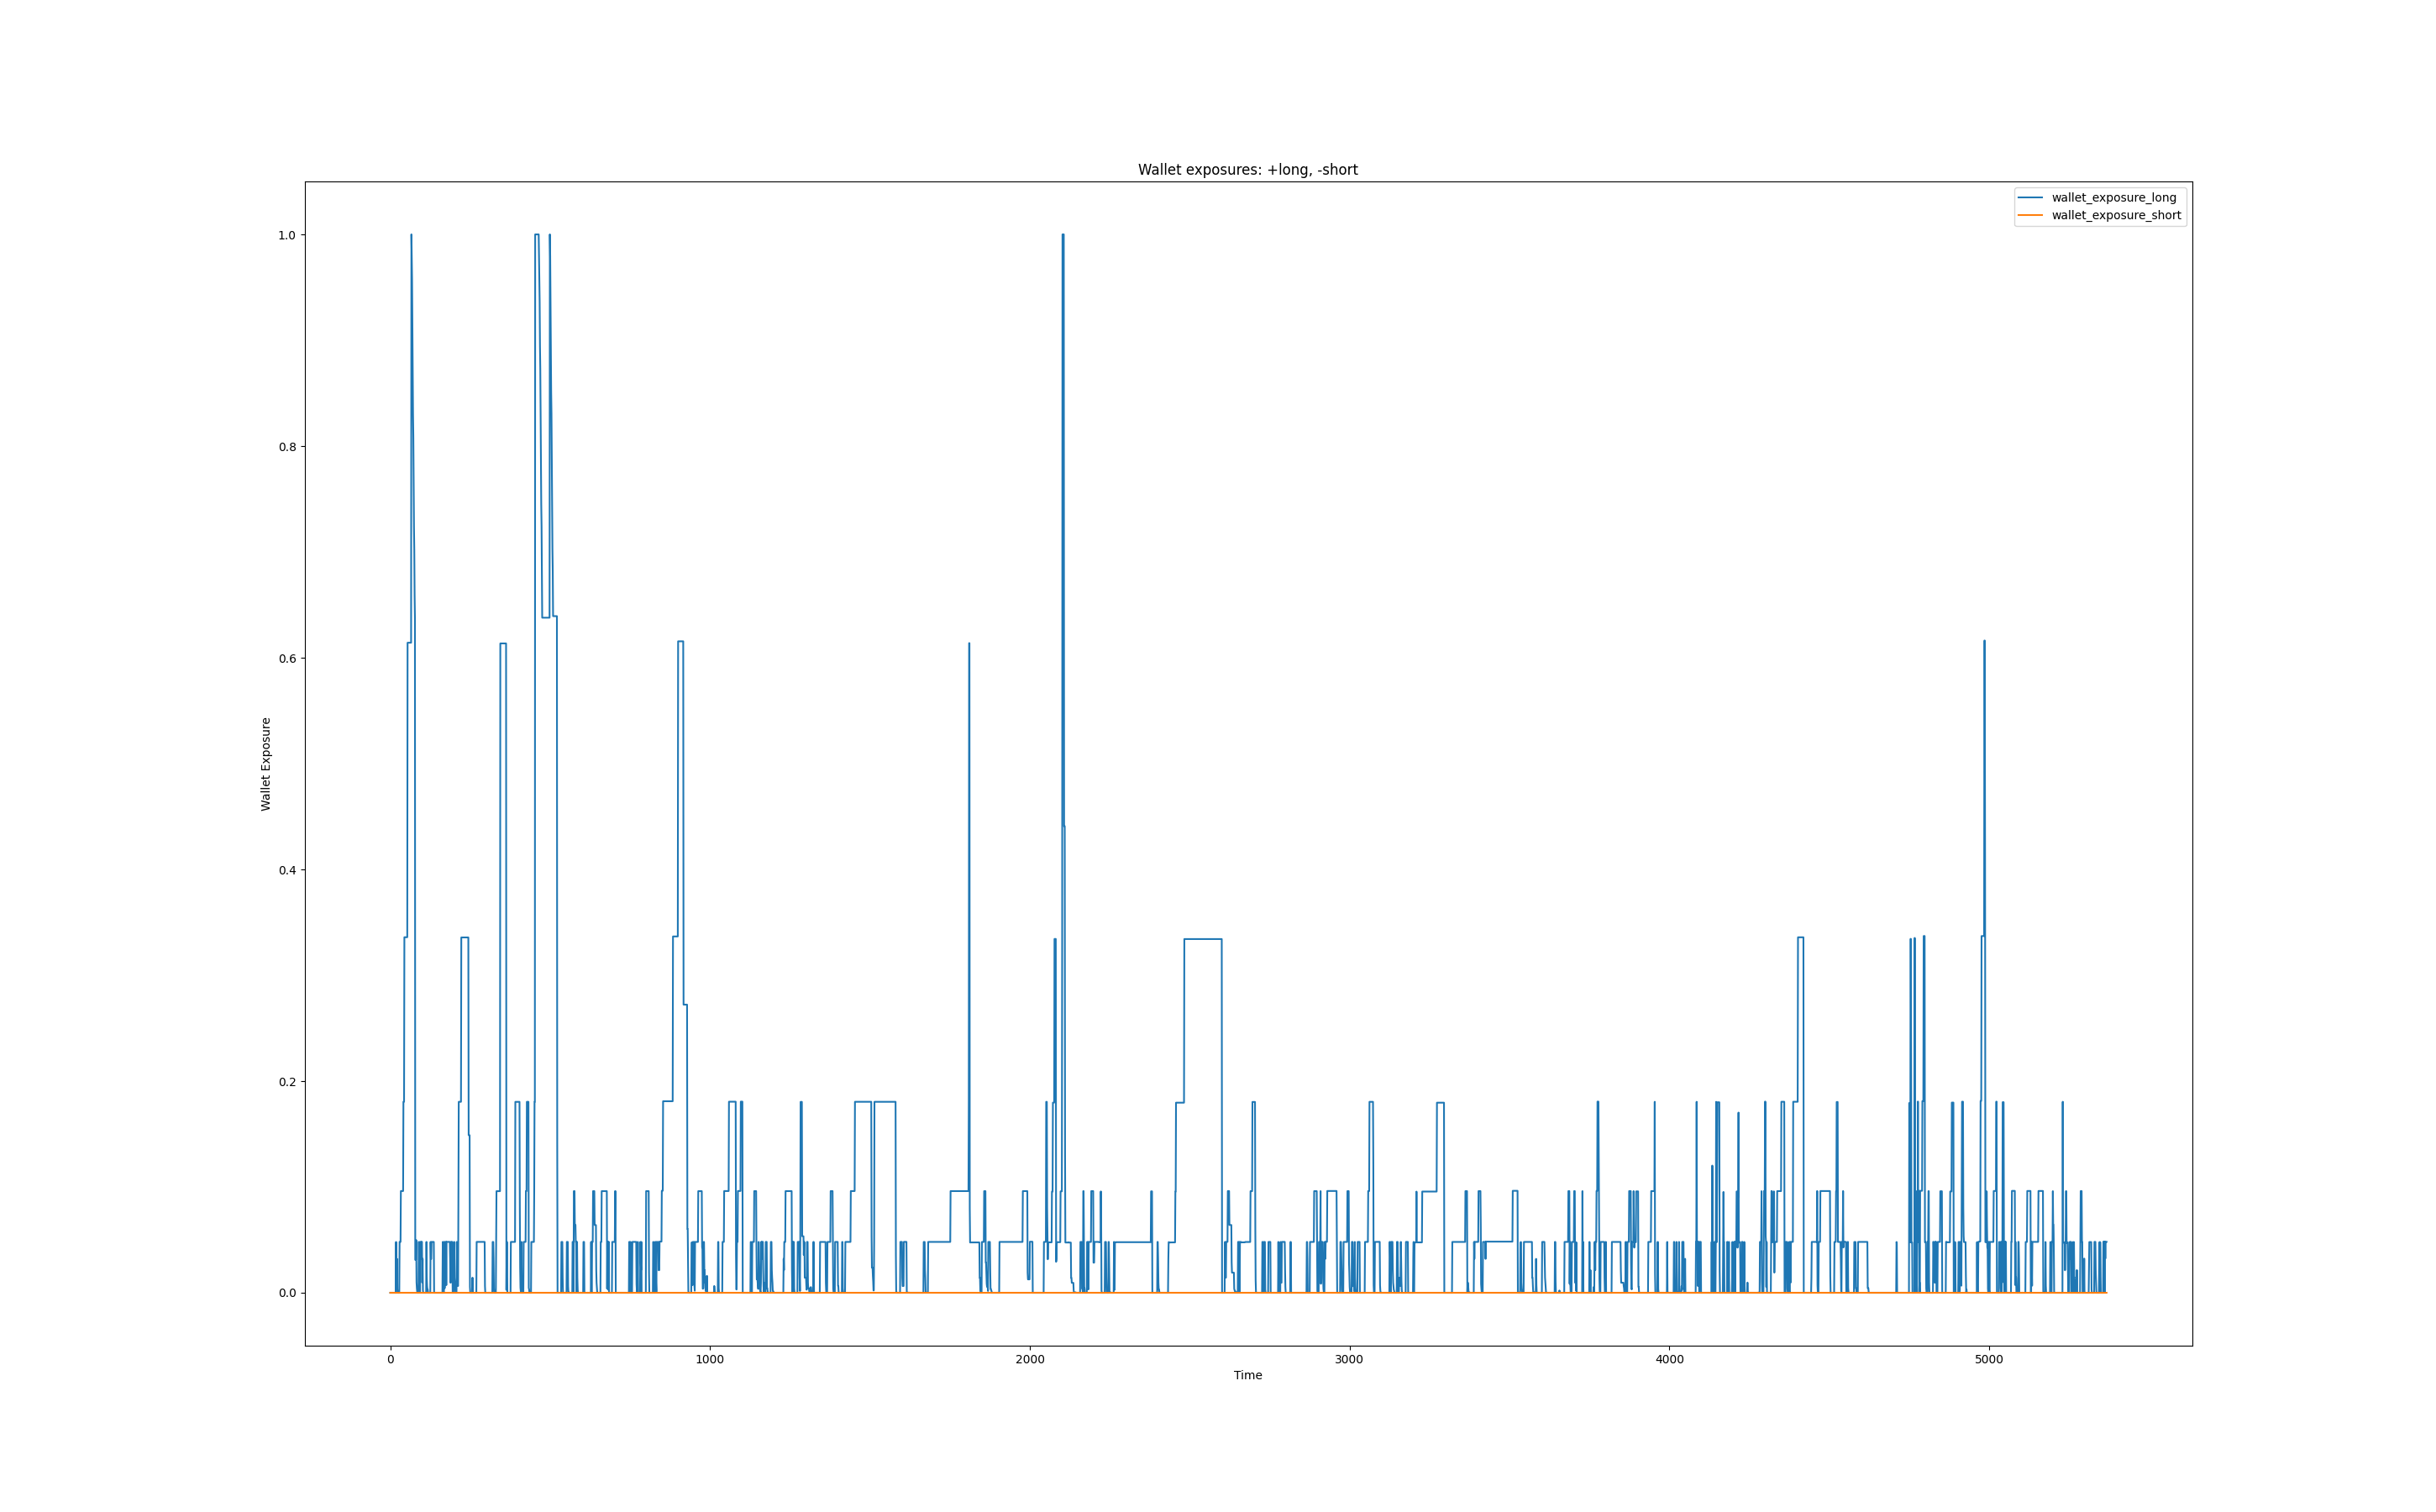 Wallet exposures: +long, -short
wallet_exposure_long
wallet_exposure_short
1.0
0.8
0.6
0.4
0.2
0.0
Wallet Exposure
0 1000 2000 3000 4000 5000
Time